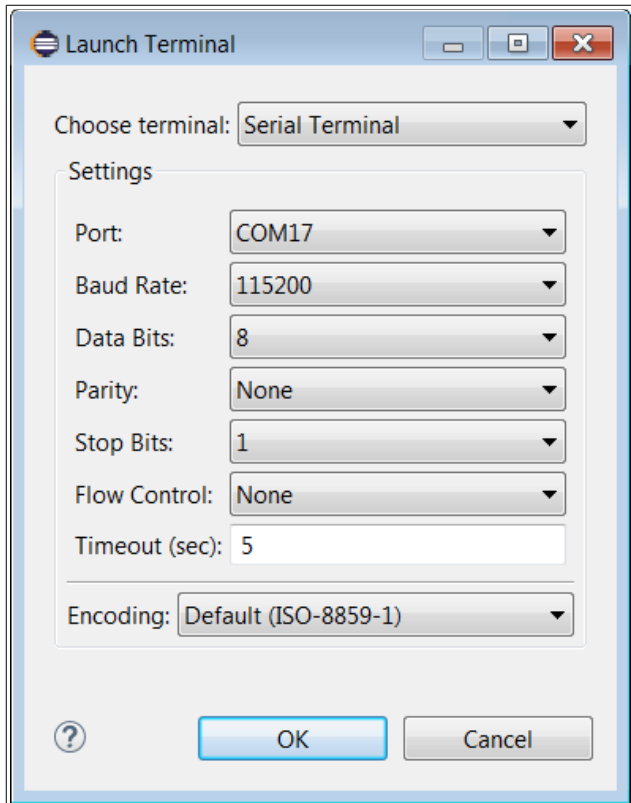 Launch Terminal
Choose terminal: Serial Terminal
Settings
Port: COM17
Baud Rate: 115200
Data Bits: 8
Parity: None
Stop Bits: 1
Flow Control: None
Timeout (sec): 5
Encoding: Default (ISO-8859-1)
? OK Cancel